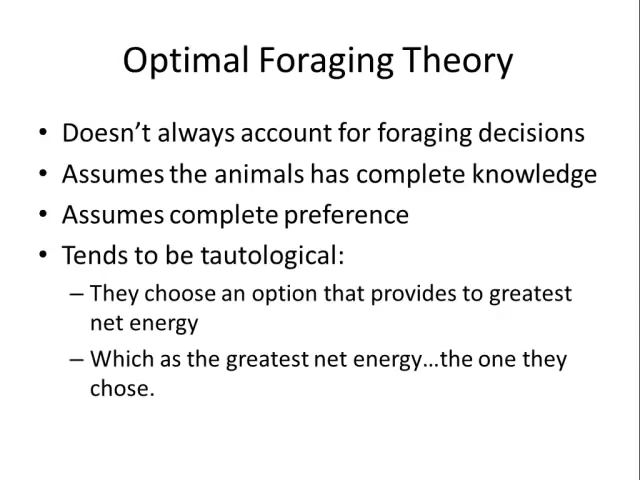 Optimal Foraging Theory
• Doesn't always account for foraging decisions
• Assumes the animals has complete knowledge
• Assumes complete preference
• Tends to be tautological:
– They choose an option that provides to greatest
net energy
– Which as the greatest net energy…the one they
chose.